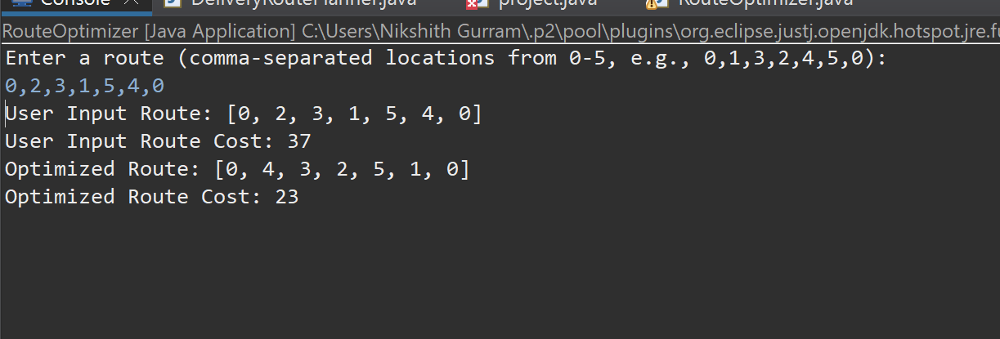 Console DeliveryRoutePlanner.java project.java RouteOptimizer.java
RouteOptimizer [Java Application] C:\Users\Nikshith Gurram\.p2\pool\plugins\org.eclipse.justj.openjdk.hotspot.jre.fu
Enter a route (comma-separated locations from 0-5, e.g., 0,1,3,2,4,5,0):
0,2,3,1,5,4,0
User Input Route: [0, 2, 3, 1, 5, 4, 0]
User Input Route Cost: 37
Optimized Route: [0, 4, 3, 2, 5, 1, 0]
Optimized Route Cost: 23